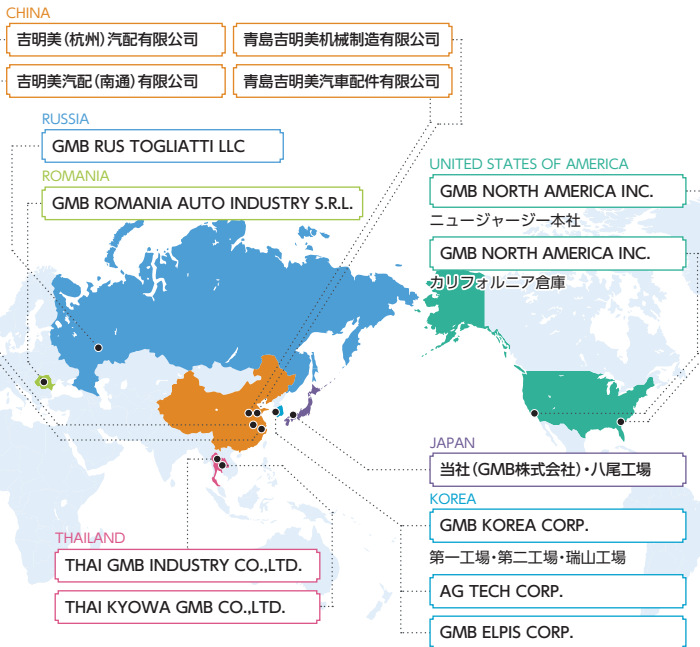 CHINA
吉明美(杭州)汽配有限公司
青島吉明美机械制造有限公司
吉明美汽配(南通)有限公司
青島吉明美汽車配件有限公司
RUSSIA
GMB RUS TOGLIATTI LLC
ROMANIA
GMB ROMANIA AUTO INDUSTRY S.R.L.
UNITED STATES OF AMERICA
GMB NORTH AMERICA INC.
ニュージャージー本社
GMB NORTH AMERICA INC.
カリフォルニア倉庫
JAPAN
当社(GMB株式会社)・八尾工場
KOREA
GMB KOREA CORP.
第一工場・第二工場・瑞山工場
AG TECH CORP.
GMB ELPIS CORP.
THAILAND
THAI GMB INDUSTRY CO.,LTD.
THAI KYOWA GMB CO.,LTD.